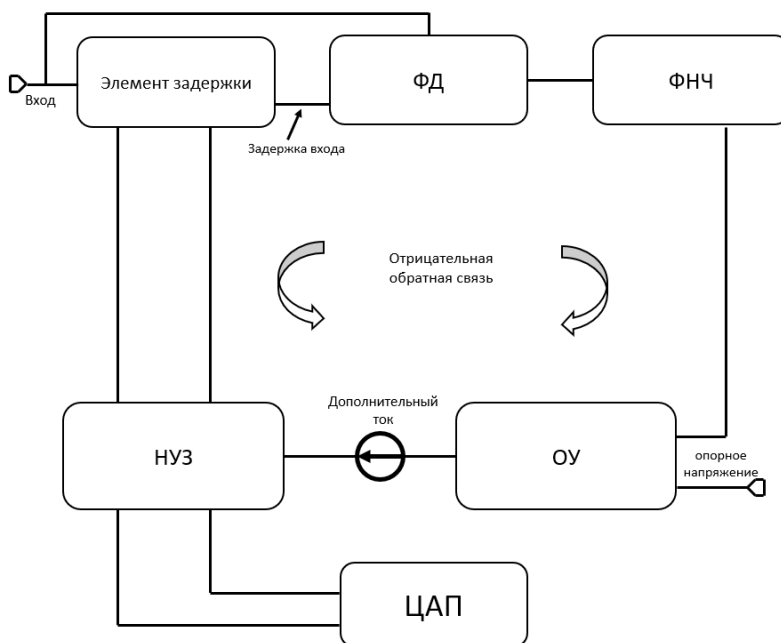 Элемент задержки
ФД
ФНЧ
Вход
Задержка входа
Отрицательная
обратная связь
Дополнительный
ток
НУЗ
ОУ
опорное
напряжение
ЦАП